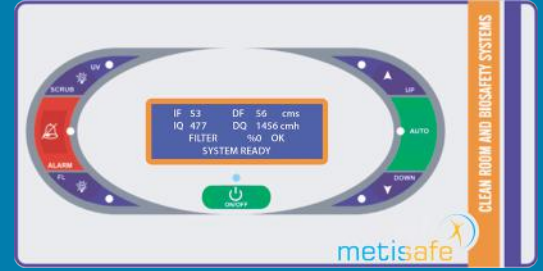 UV
SCRUB
ALARM
FL
IF 53 DF 56 cms
IQ 477 DQ 1456 cmh
FILTER %0 OK
SYSTEM READY
ON/OFF
UP
AUTO
DOWN
metisafe
CLEAN ROOM AND BIOSAFETY SYSTEMS